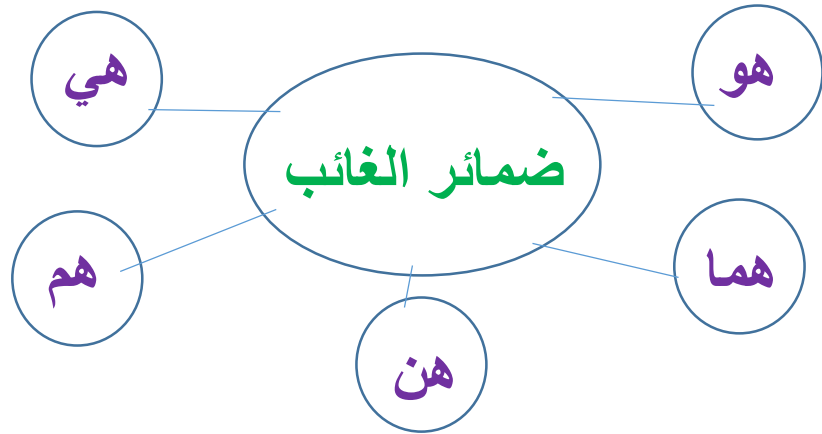 هو
هي
ضمائر الغائب
هما
هم
هن